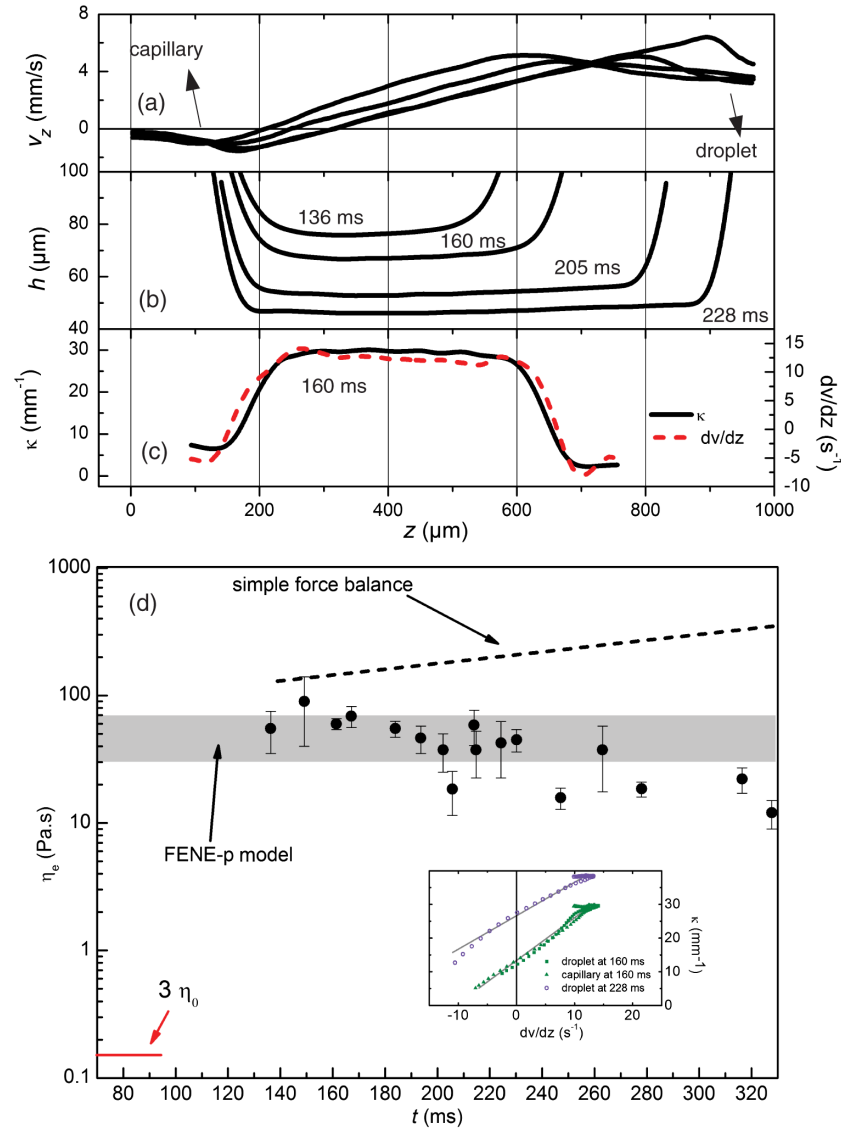 8
4
0
v_z (mm/s)
capillary
(a)
droplet
100
80
60
40
h (µm)
136 ms
160 ms
205 ms
228 ms
(b)
30
20
10
0
κ (mm⁻¹)
160 ms
(c)
κ
dv/dz
15
10
5
0
-5
-10
dv/dz (s⁻¹)
0 200 400 600 800 1000
z (µm)
1000
100
10
1
0.1
η_e (Pa.s)
(d)
simple force balance
FENE-p model
3 η₀
30
20
10
0
κ (mm⁻¹)
droplet at 160 ms
capillary at 160 ms
droplet at 228 ms
-10 0 10 20
dv/dz (s⁻¹)
80 100 120 140 160 180 200 220 240 260 280 300 320
t (ms)